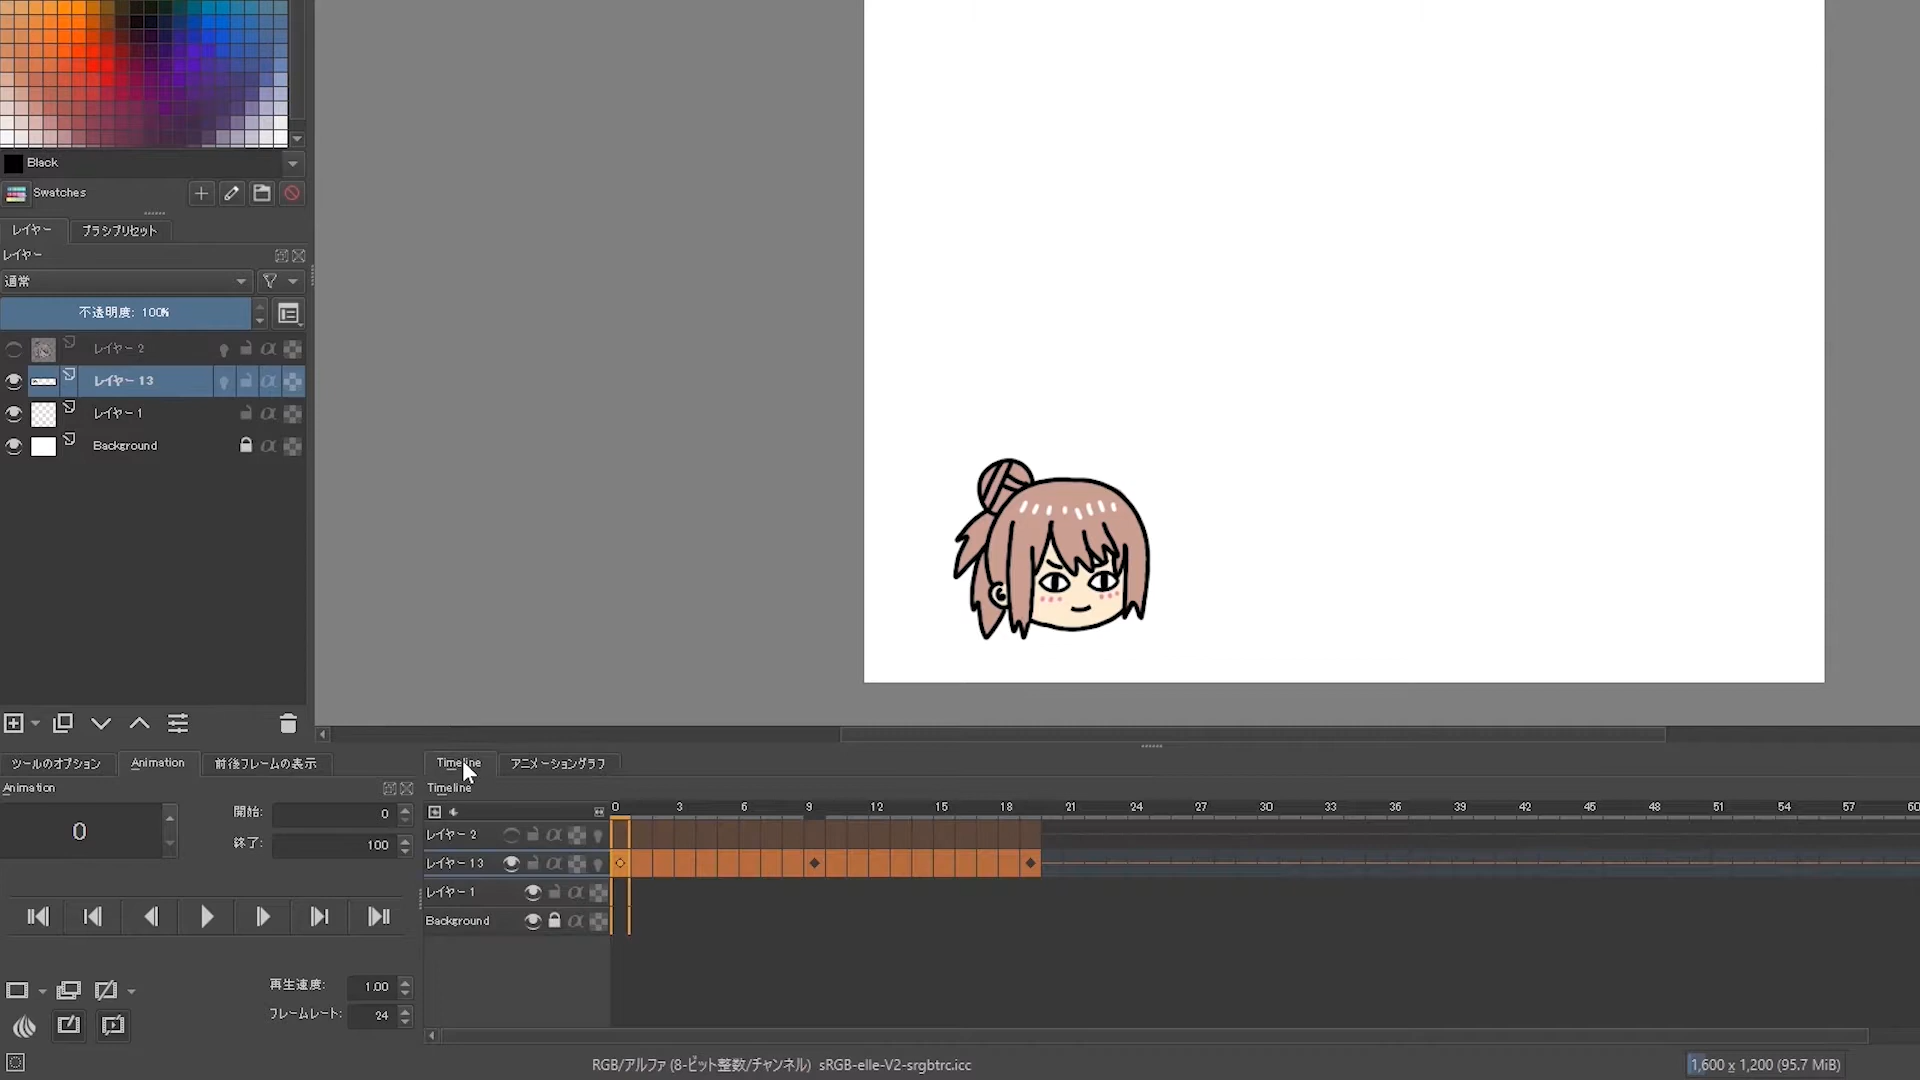 Black
Swatches
レイヤー ブラシプリセット
レイヤー
通常
不透明度: 100%
レイヤー 2
レイヤー 13
レイヤー 1
Background
ツールのオプション Animation 前後フレームの表示
Animation
0
開始: 0
終了: 100
再生速度: 1.00
フレームレート: 24
Timeline アニメーショングラフ
Timeline
0 3 6 9 12 15 18 21 24 27 30 33 36 39 42 45 48 51 54 57 60
レイヤー 2
レイヤー 13
レイヤー 1
Background
RGB/アルファ (8-ビット整数/チャンネル) sRGB-elle-V2-srgbtrc.icc
1,600 x 1,200 (95.7 MiB)